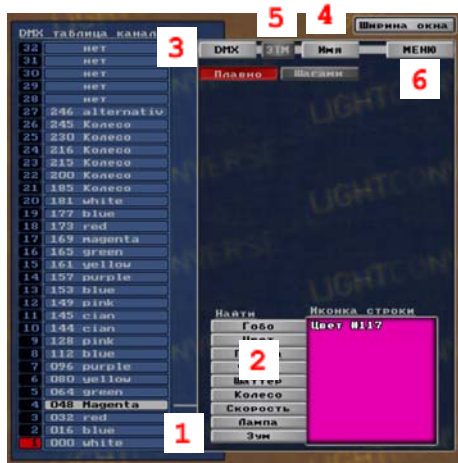 5
4
Ширина окна
DMX таблица канал
3
DMX
ЗТМ
Имя
МЕНЮ
32 нет
31 нет
30 нет
29 нет
28 нет
27 246 alternativ
26 245 Колесо
25 230 Колесо
24 216 Колесо
23 215 Колесо
22 200 Колесо
21 185 Колесо
20 181 white
19 177 blue
18 173 red
17 169 magenta
16 165 green
15 161 yellow
14 157 purple
13 153 blue
12 149 pink
11 145 cian
10 144 cian
9 128 pink
8 112 blue
7 096 purple
6 080 yellow
5 064 green
4 048 Magenta
3 032 red
2 016 blue
1 000 white
1
Плавно
Шагами
6
LIGHTCONVERSE
Найти
Гобо
2
Шаттер
Колесо
Скорость
Лампа
Зум
Иконка строки
Цвет #117